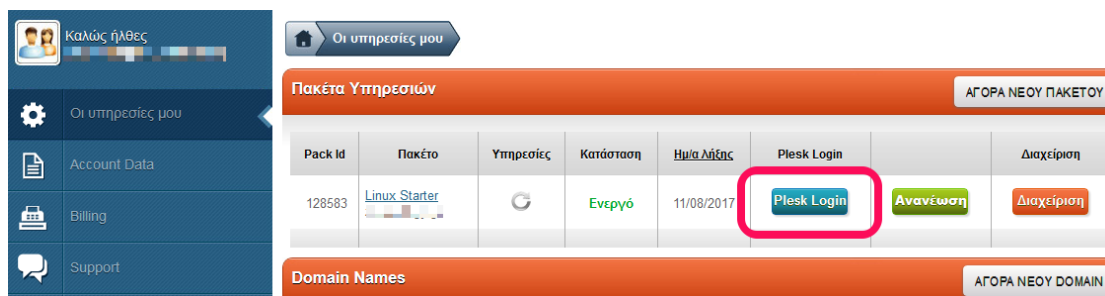 Καλώς ήλθες
Οι υπηρεσίες μου
Account Data
Billing
Support
Οι υπηρεσίες μου
Πακέτα Υπηρεσιών
ΑΓΟΡΑ ΝΕΟΥ ΠΑΚΕΤΟΥ
Pack Id Πακέτο Υπηρεσίες Κατάσταση Ημ/α Λήξης Plesk Login Διαχείριση
128583 Linux Starter Ενεργό 11/08/2017 Plesk Login Ανανέωση Διαχείριση
Domain Names
ΑΓΟΡΑ ΝΕΟΥ DOMAIN